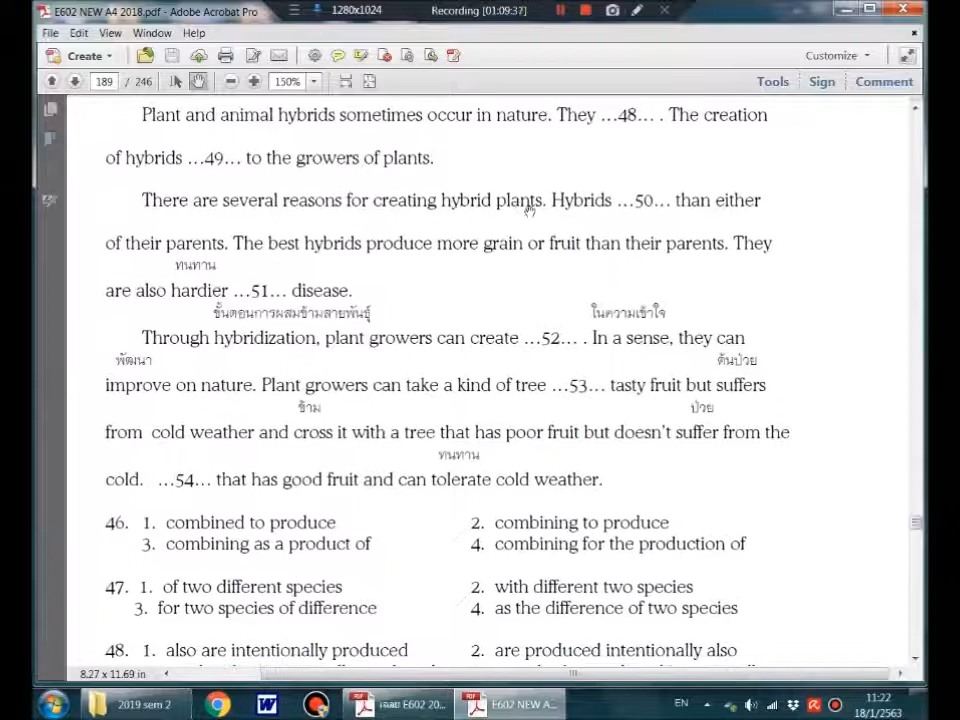 E602 NEW A4 2018.pdf - Adobe Acrobat Pro
1280x1024
Recording [01:09:37]
File Edit View Window Help
Create
Customize
189 / 246
150%
Tools Sign Comment
Plant and animal hybrids sometimes occur in nature. They ...48... . The creation
of hybrids ...49... to the growers of plants.
There are several reasons for creating hybrid plants. Hybrids ...50... than either
of their parents. The best hybrids produce more grain or fruit than their parents. They
ทนทาน
are also hardier ...51... disease.
ขั้นตอนการผสมข้ามสายพันธุ์ ในความเข้าใจ
Through hybridization, plant growers can create ...52... . In a sense, they can
พัฒนา ต้นป่วย
improve on nature. Plant growers can take a kind of tree ...53... tasty fruit but suffers
ข้าม ป่วย
from cold weather and cross it with a tree that has poor fruit but doesn't suffer from the
ทนทาน
cold. ...54... that has good fruit and can tolerate cold weather.
46. 1. combined to produce 2. combining to produce
3. combining as a product of 4. combining for the production of
47. 1. of two different species 2. with different two species
3. for two species of difference 4. as the difference of two species
48. 1. also are intentionally produced 2. are produced intentionally also
8.27 x 11.69 in
2019 sem 2
เฉลย E602 20...
E602 NEW A...
EN
11:22
18/1/2563